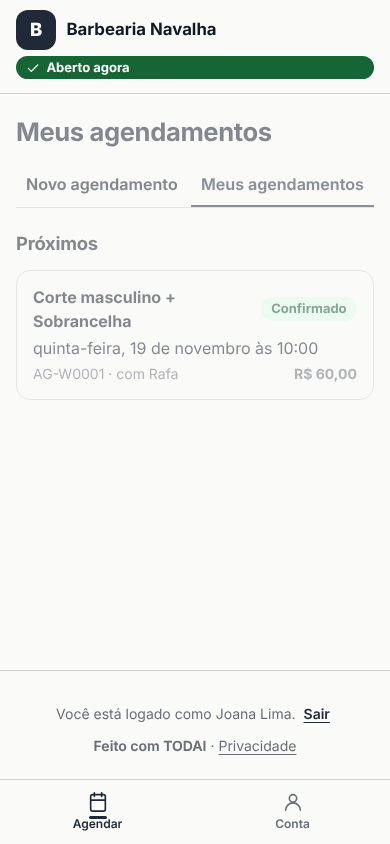 B Barbearia Navalha
Aberto agora
Meus agendamentos
Novo agendamento Meus agendamentos
Próximos
Corte masculino +
Sobrancelha
Confirmado
quinta-feira, 19 de novembro às 10:00
AG-W0001 · com Rafa R$ 60,00
Você está logado como Joana Lima. Sair
Feito com TODAI · Privacidade
Agendar Conta